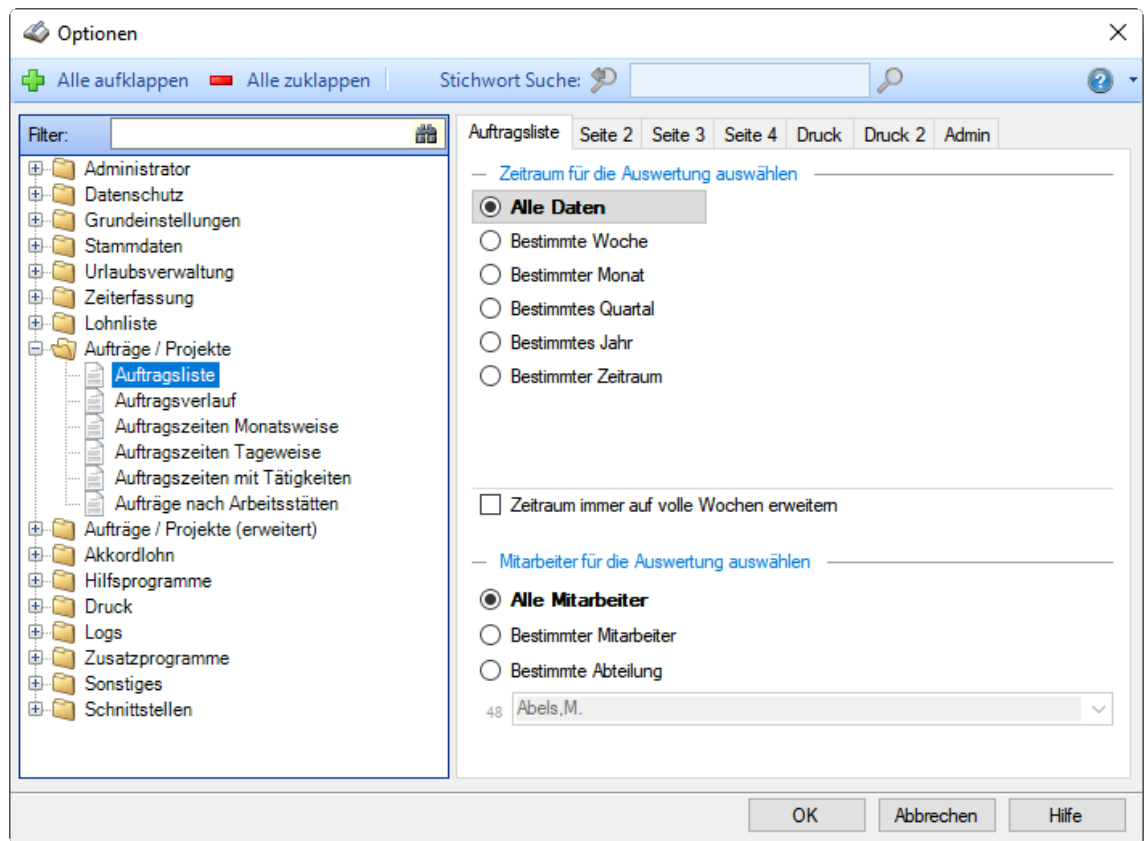 Optionen
Alle aufklappen Alle zuklappen Stichwort Suche:
Filter:
Administrator
Datenschutz
Grundeinstellungen
Stammdaten
Urlaubsverwaltung
Zeiterfassung
Lohnliste
Aufträge / Projekte
Auftragsliste
Auftragsverlauf
Auftragszeiten Monatsweise
Auftragszeiten Tageweise
Auftragszeiten mit Tätigkeiten
Aufträge nach Arbeitsstätten
Aufträge / Projekte (erweitert)
Akkordlohn
Hilfsprogramme
Druck
Logs
Zusatzprogramme
Sonstiges
Schnittstellen
Auftragsliste Seite 2 Seite 3 Seite 4 Druck Druck 2 Admin
Zeitraum für die Auswertung auswählen
Alle Daten
Bestimmte Woche
Bestimmter Monat
Bestimmtes Quartal
Bestimmtes Jahr
Bestimmter Zeitraum
Zeitraum immer auf volle Wochen erweitern
Mitarbeiter für die Auswertung auswählen
Alle Mitarbeiter
Bestimmter Mitarbeiter
Bestimmte Abteilung
48 Abels,M.
OK Abbrechen Hilfe